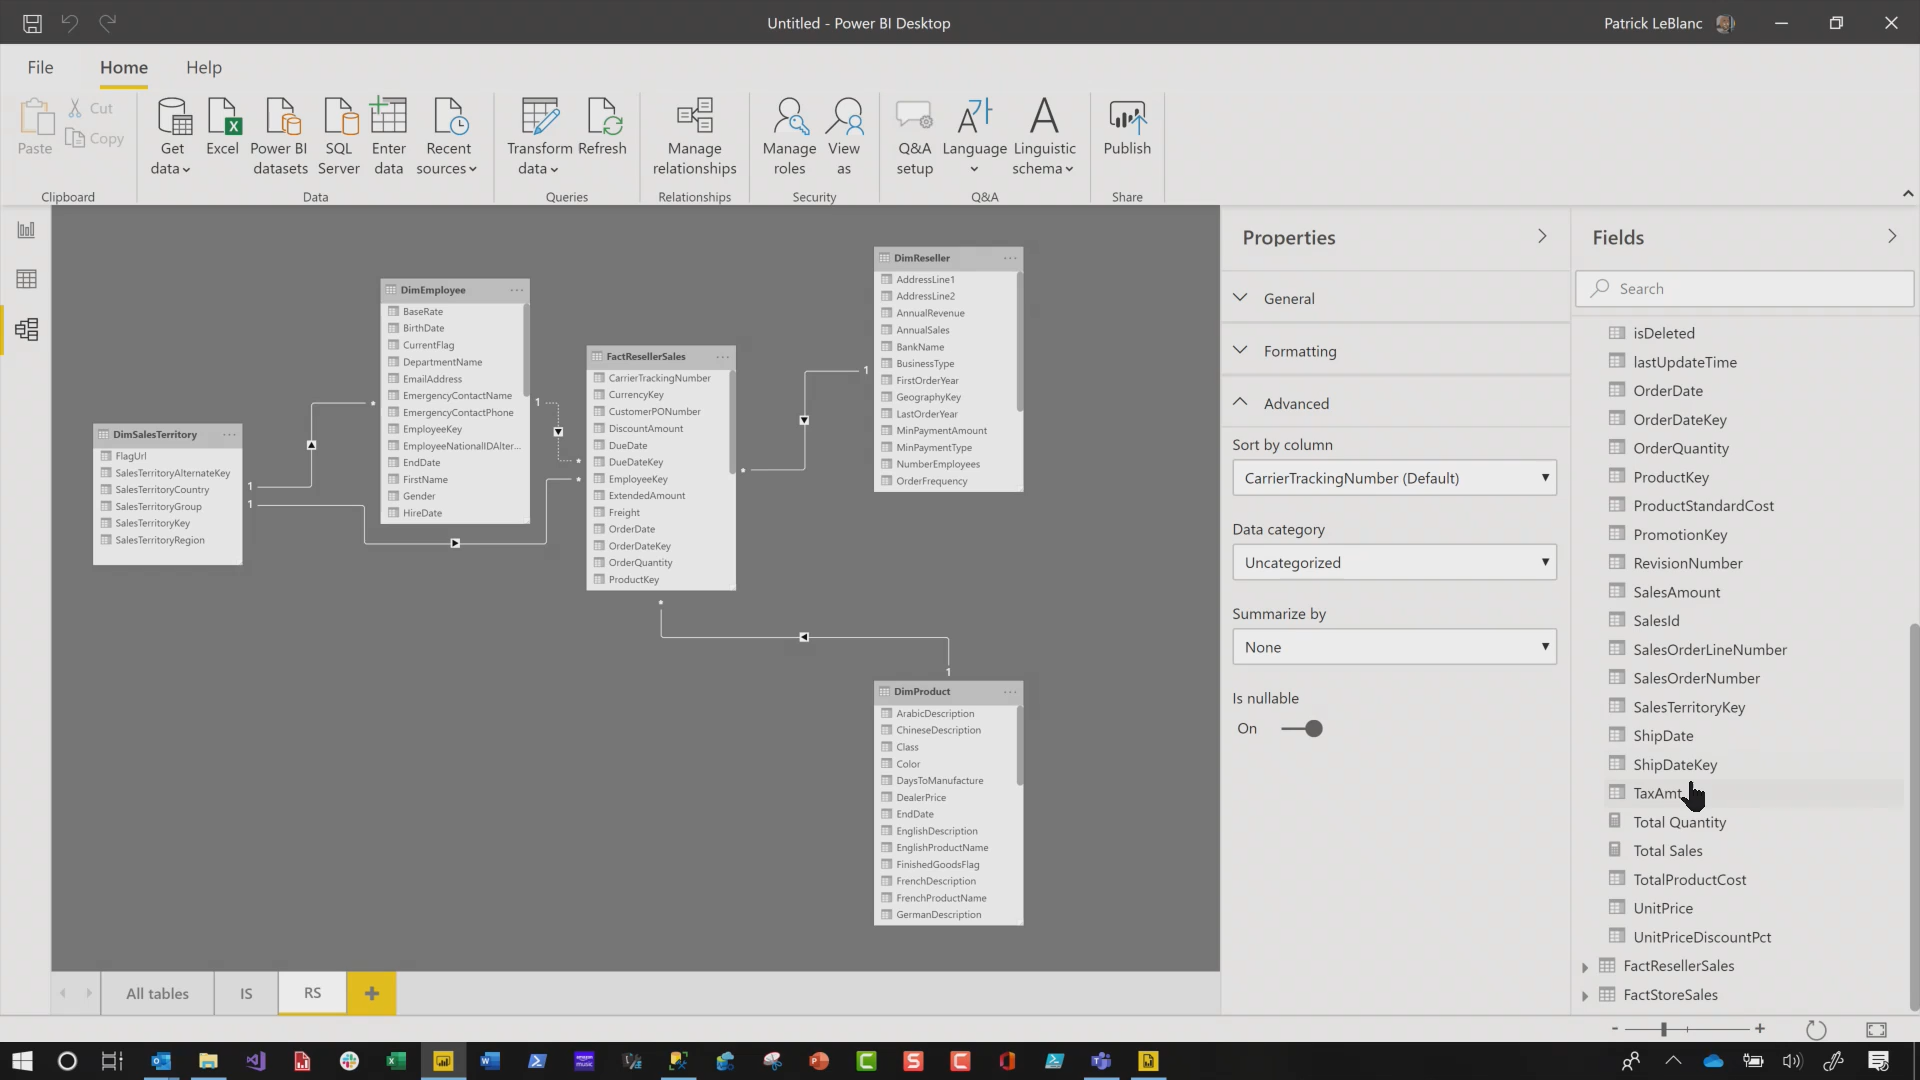 Untitled - Power BI Desktop
Patrick LeBlanc
File
Home
Help
Paste
Cut
Copy
Clipboard
Get data
Excel
Power BI datasets
SQL Server
Enter data
Recent sources
Data
Transform data
Refresh
Queries
Manage relationships
Relationships
Manage roles
View as
Security
Q&A setup
Language
Linguistic schema
Q&A
Publish
Share
DimSalesTerritory
FlagUrl
SalesTerritoryAlternateKey
SalesTerritoryCountry
SalesTerritoryGroup
SalesTerritoryKey
SalesTerritoryRegion
1
1
*
DimEmployee
BaseRate
BirthDate
CurrentFlag
DepartmentName
EmailAddress
EmergencyContactName
EmergencyContactPhone
EmployeeKey
EmployeeNationalIDAlter...
EndDate
FirstName
Gender
HireDate
1
*
*
FactResellerSales
CarrierTrackingNumber
CurrencyKey
CustomerPONumber
DiscountAmount
DueDate
DueDateKey
EmployeeKey
ExtendedAmount
Freight
OrderDate
OrderDateKey
OrderQuantity
ProductKey
*
*
1
DimReseller
AddressLine1
AddressLine2
AnnualRevenue
AnnualSales
BankName
BusinessType
FirstOrderYear
GeographyKey
LastOrderYear
MinPaymentAmount
MinPaymentType
NumberEmployees
OrderFrequency
1
DimProduct
ArabicDescription
ChineseDescription
Class
Color
DaysToManufacture
DealerPrice
EndDate
EnglishDescription
EnglishProductName
FinishedGoodsFlag
FrenchDescription
FrenchProductName
GermanDescription
All tables
IS
RS
+
Properties
General
Formatting
Advanced
Sort by column
CarrierTrackingNumber (Default)
Data category
Uncategorized
Summarize by
None
Is nullable
On
Fields
Search
isDeleted
lastUpdateTime
OrderDate
OrderDateKey
OrderQuantity
ProductKey
ProductStandardCost
PromotionKey
RevisionNumber
SalesAmount
SalesId
SalesOrderLineNumber
SalesOrderNumber
SalesTerritoryKey
ShipDate
ShipDateKey
TaxAmt
Total Quantity
Total Sales
TotalProductCost
UnitPrice
UnitPriceDiscountPct
FactResellerSales
FactStoreSales
- +